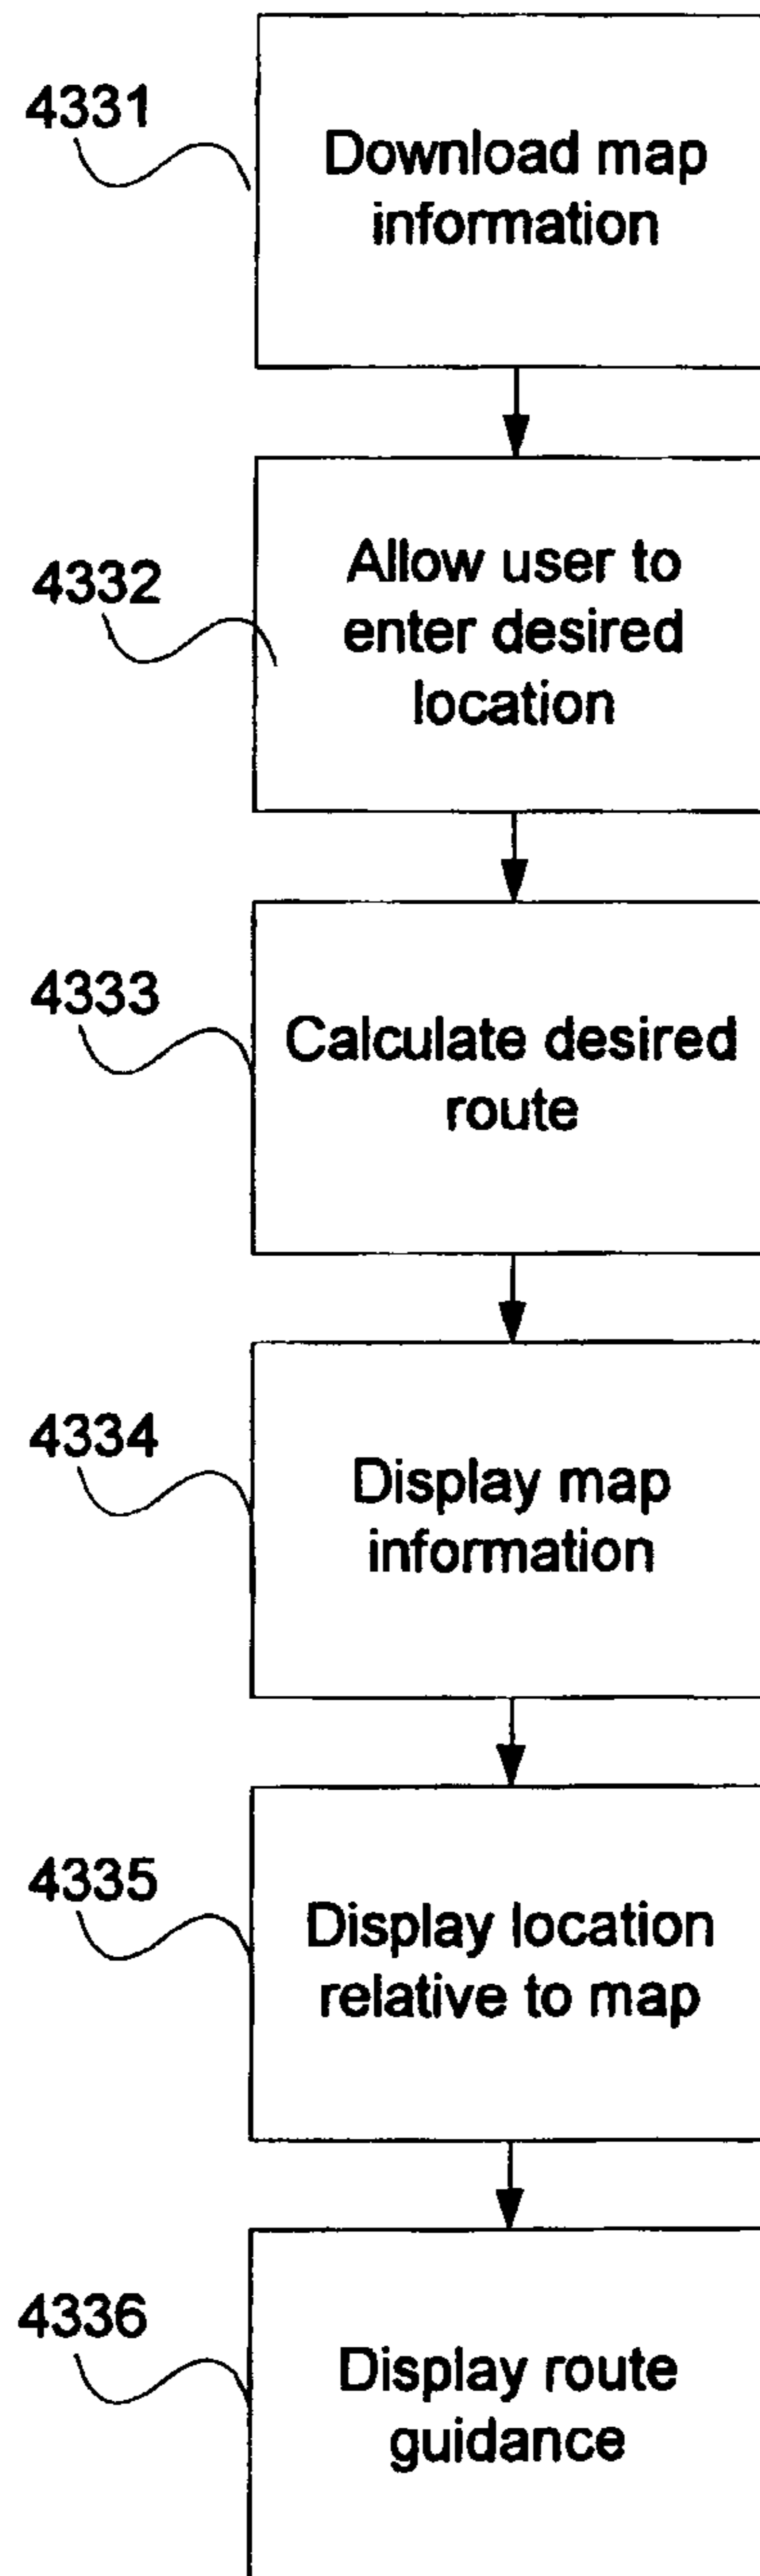 4331
Download map
information
4332
Allow user to
enter desired
location
4333
Calculate desired
route
4334
Display map
information
4335
Display location
relative to map
4336
Display route
guidance